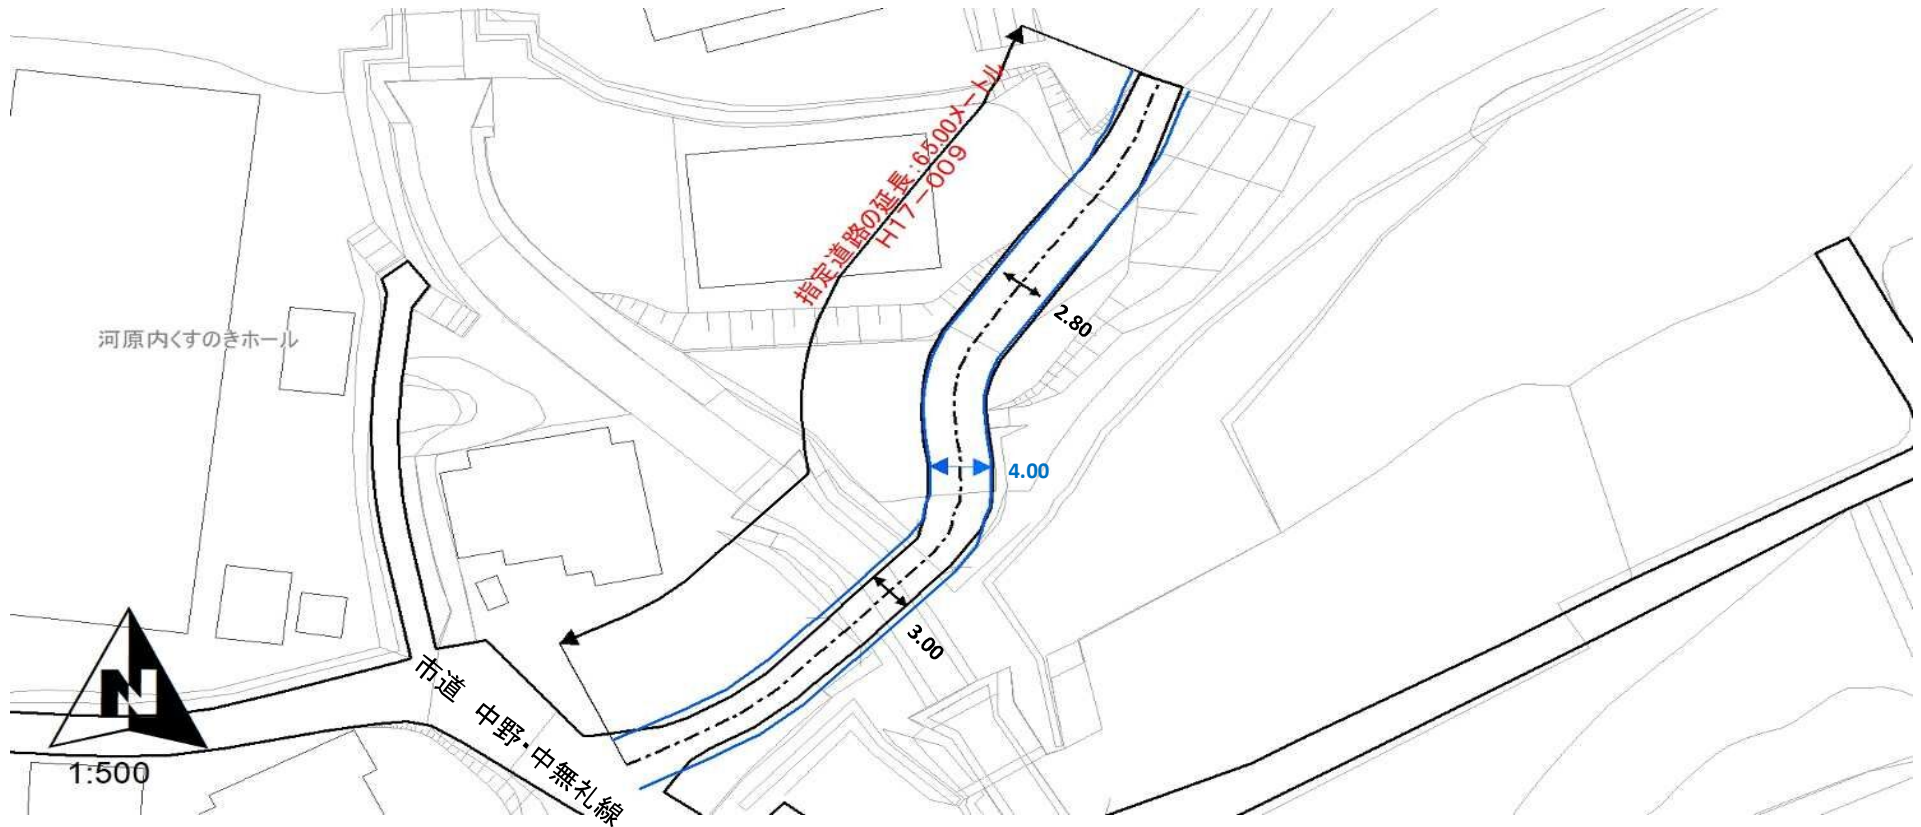 指定道路の延長:65.00メートル
H17-009
2.80
河原内くすのきホール
4.00
3.00
N
1:500
市道 中野・中無礼線